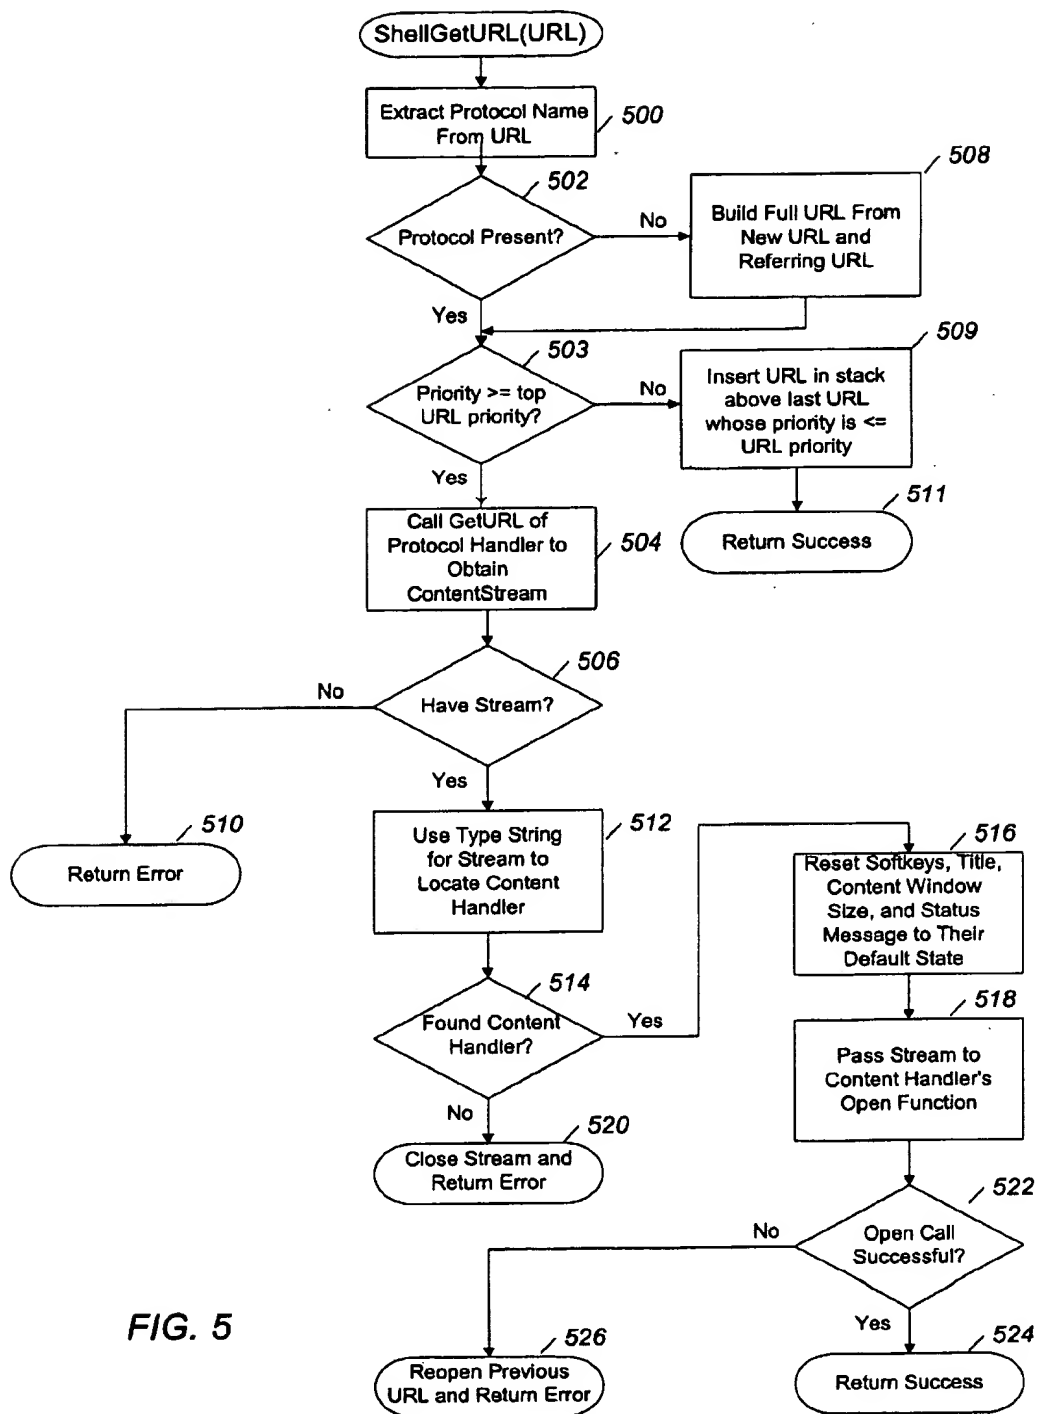 ShellGetURL(URL)
Extract Protocol Name
From URL
500
502
Protocol Present?
No
508
Build Full URL From
New URL and
Referring URL
Yes
503
Priority >= top
URL priority?
No
509
Insert URL in stack
above last URL
whose priority is <=
URL priority
Yes
511
Return Success
Call GetURL of
Protocol Handler to
Obtain
ContentStream
504
506
Have Stream?
No
Yes
510
Return Error
512
Use Type String
for Stream to
Locate Content
Handler
516
Reset Softkeys, Title,
Content Window
Size, and Status
Message to Their
Default State
514
Found Content
Handler?
Yes
518
Pass Stream to
Content Handler's
Open Function
No
520
Close Stream and
Return Error
522
Open Call
Successful?
No
Yes
FIG. 5
526
Reopen Previous
URL and Return Error
524
Return Success